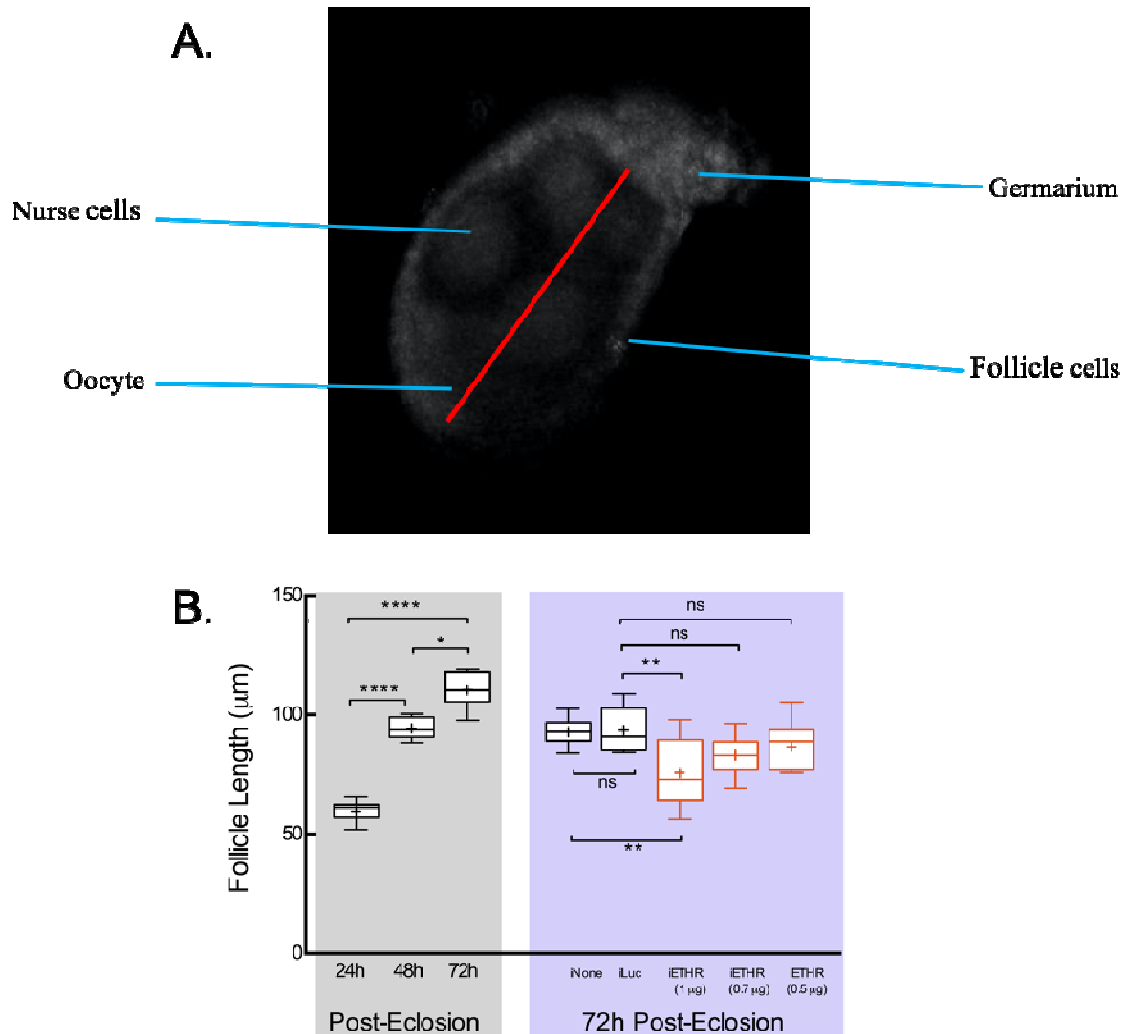 A.
Nurse cells
Germarium
Oocyte
Follicle cells
B.
Follicle Length (µm)
150
100
50
0
****
*
****
ns
ns
**
ns
**
24h 48h 72h
iNone iLuc iETHR (1 µg) iETHR (0.7 µg) ETHR (0.5 µg)
Post-Eclosion
72h Post-Eclosion